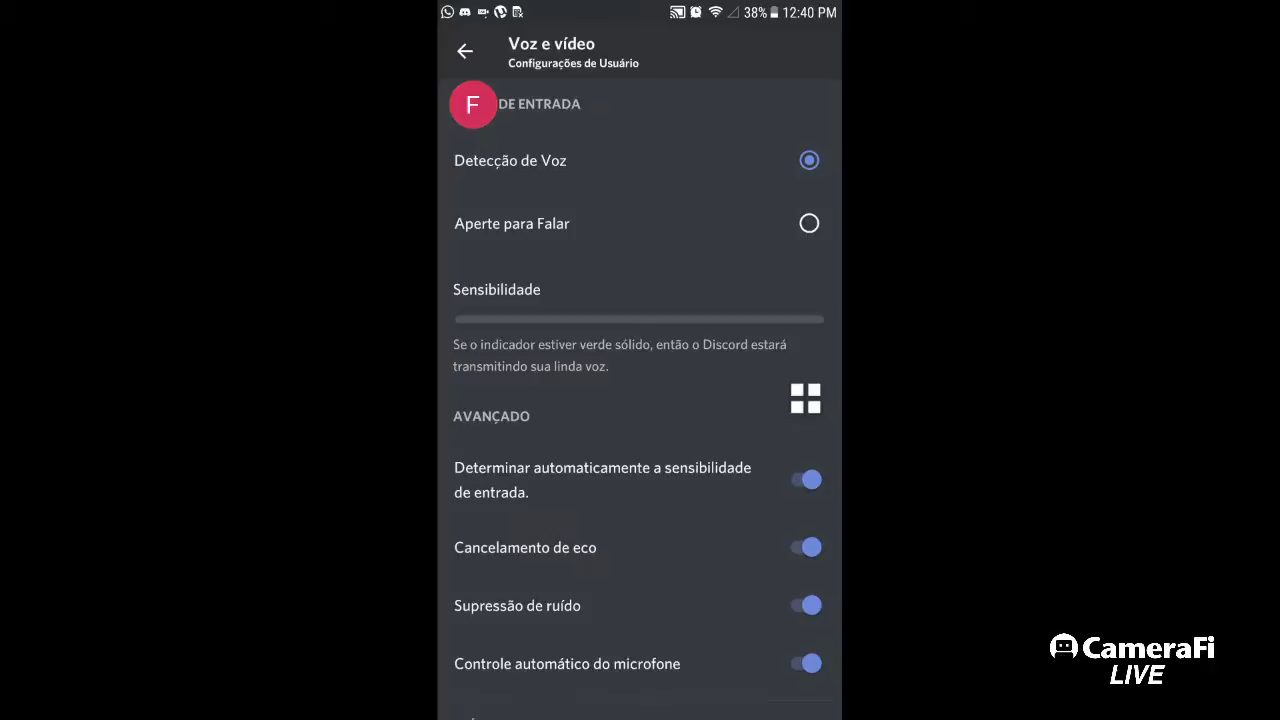 38% 12:40 PM
Voz e vídeo
Configurações de Usuário
F DE ENTRADA
Detecção de Voz
Aperte para Falar
Sensibilidade
Se o indicador estiver verde sólido, então o Discord estará
transmitindo sua linda voz.
AVANÇADO
Determinar automaticamente a sensibilidade
de entrada.
Cancelamento de eco
Supressão de ruído
Controle automático do microfone
CameraFi
LIVE